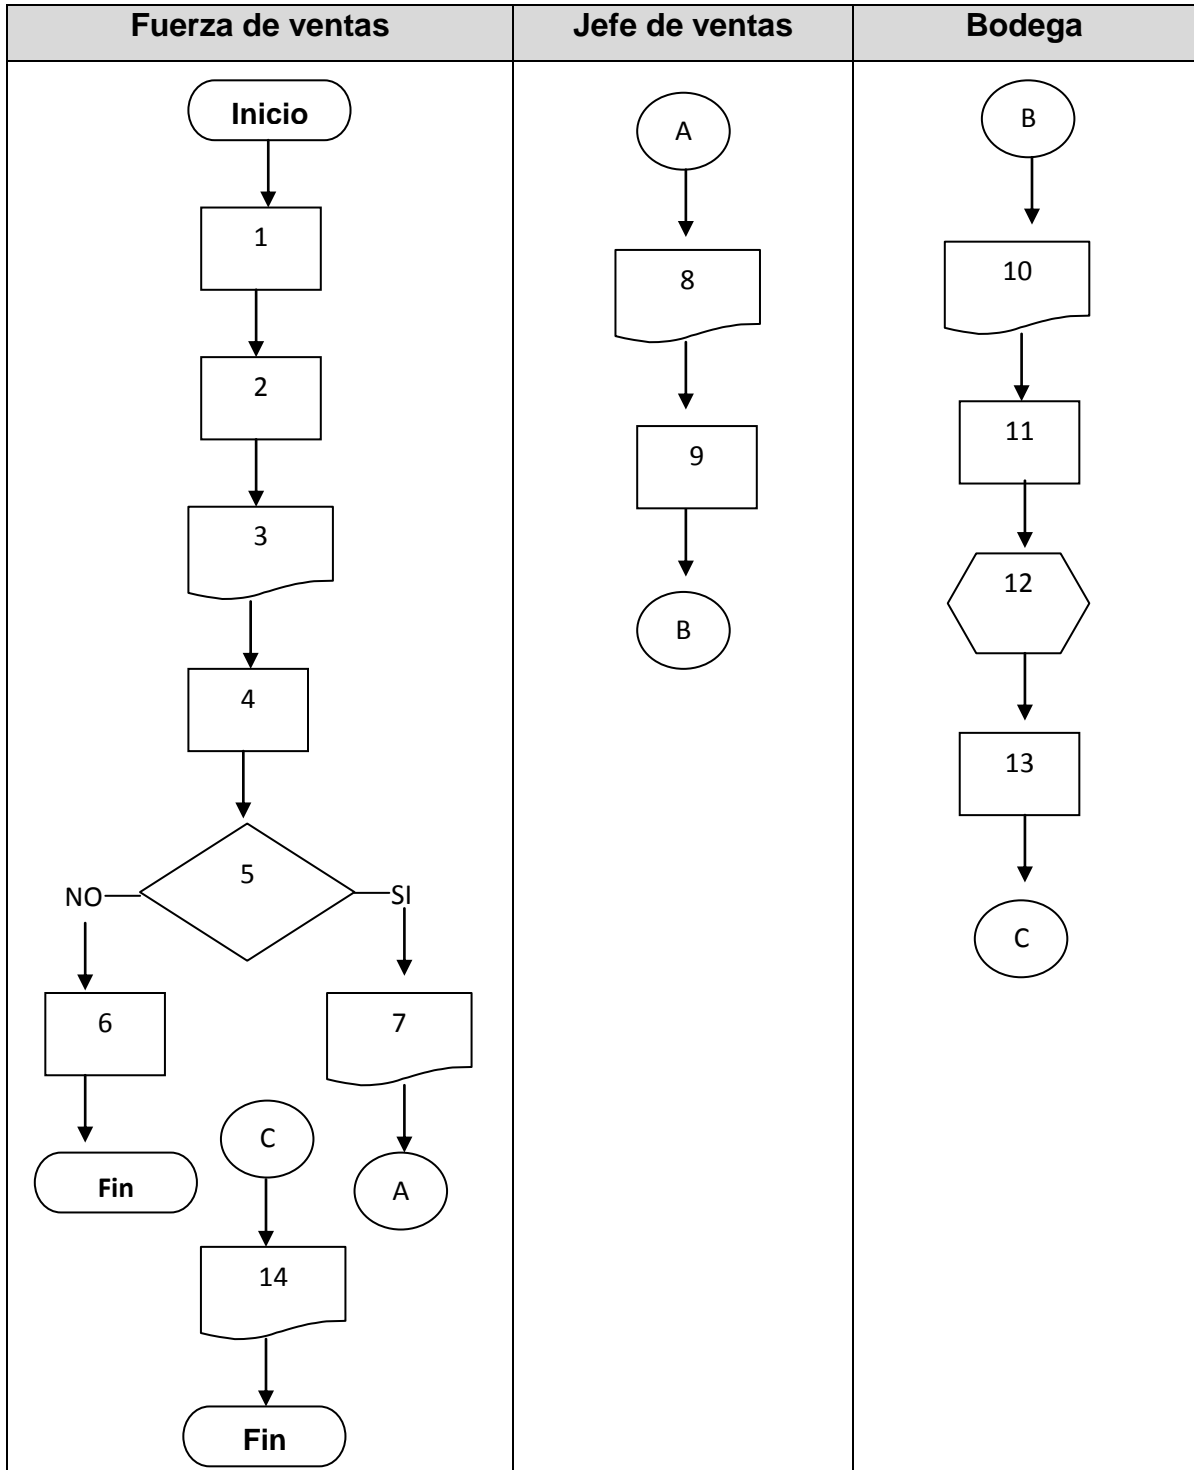 Fuerza de ventas
Jefe de ventas
Bodega
Inicio
1
2
3
4
5
NO
SI
6
7
Fin
C
A
14
Fin
A
8
9
B
B
10
11
12
13
C